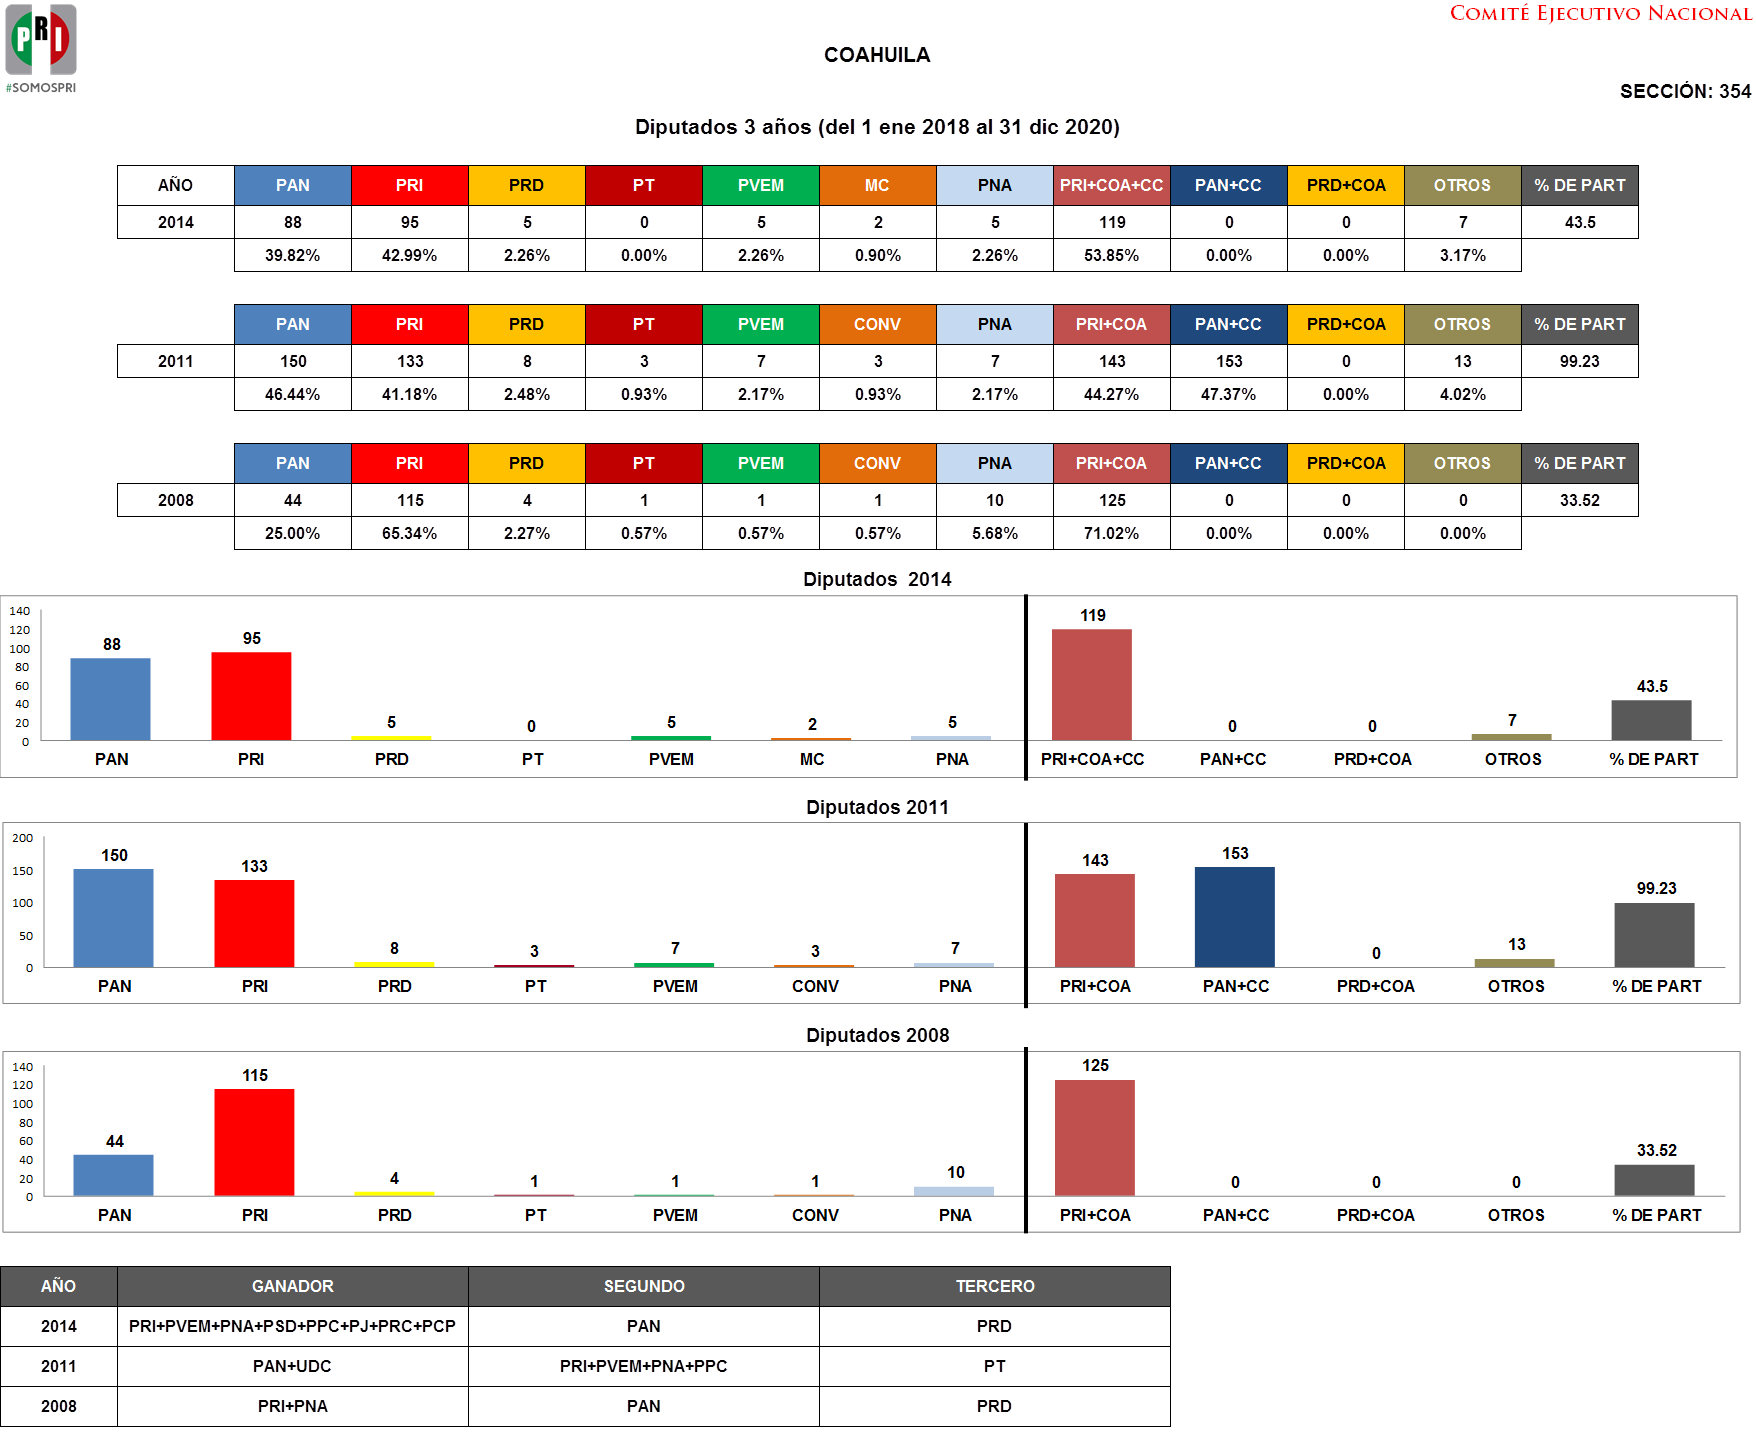 PRI
#SOMOSPRI
COMITÉ EJECUTIVO NACIONAL
COAHUILA
SECCIÓN: 354
Diputados 3 años (del 1 ene 2018 al 31 dic 2020)
AÑO PAN PRI PRD PT PVEM MC PNA PRI+COA+CC PAN+CC PRD+COA OTROS % DE PART
2014 88 95 5 0 5 2 5 119 0 0 7 43.5
39.82% 42.99% 2.26% 0.00% 2.26% 0.90% 2.26% 53.85% 0.00% 0.00% 3.17%
PAN PRI PRD PT PVEM CONV PNA PRI+COA PAN+CC PRD+COA OTROS % DE PART
2011 150 133 8 3 7 3 7 143 153 0 13 99.23
46.44% 41.18% 2.48% 0.93% 2.17% 0.93% 2.17% 44.27% 47.37% 0.00% 4.02%
PAN PRI PRD PT PVEM CONV PNA PRI+COA PAN+CC PRD+COA OTROS % DE PART
2008 44 115 4 1 1 1 10 125 0 0 0 33.52
25.00% 65.34% 2.27% 0.57% 0.57% 0.57% 5.68% 71.02% 0.00% 0.00% 0.00%
Diputados  2014
140
120
100
80
60
40
20
0
88 95 5 0 5 2 5 119 0 0 7 43.5
PAN PRI PRD PT PVEM MC PNA PRI+COA+CC PAN+CC PRD+COA OTROS % DE PART
Diputados 2011
200
150
100
50
0
150 133 8 3 7 3 7 143 153 0 13 99.23
PAN PRI PRD PT PVEM CONV PNA PRI+COA PAN+CC PRD+COA OTROS % DE PART
Diputados 2008
140
120
100
80
60
40
20
0
44 115 4 1 1 1 10 125 0 0 0 33.52
PAN PRI PRD PT PVEM CONV PNA PRI+COA PAN+CC PRD+COA OTROS % DE PART
AÑO GANADOR SEGUNDO TERCERO
2014 PRI+PVEM+PNA+PSD+PPC+PJ+PRC+PCP PAN PRD
2011 PAN+UDC PRI+PVEM+PNA+PPC PT
2008 PRI+PNA PAN PRD